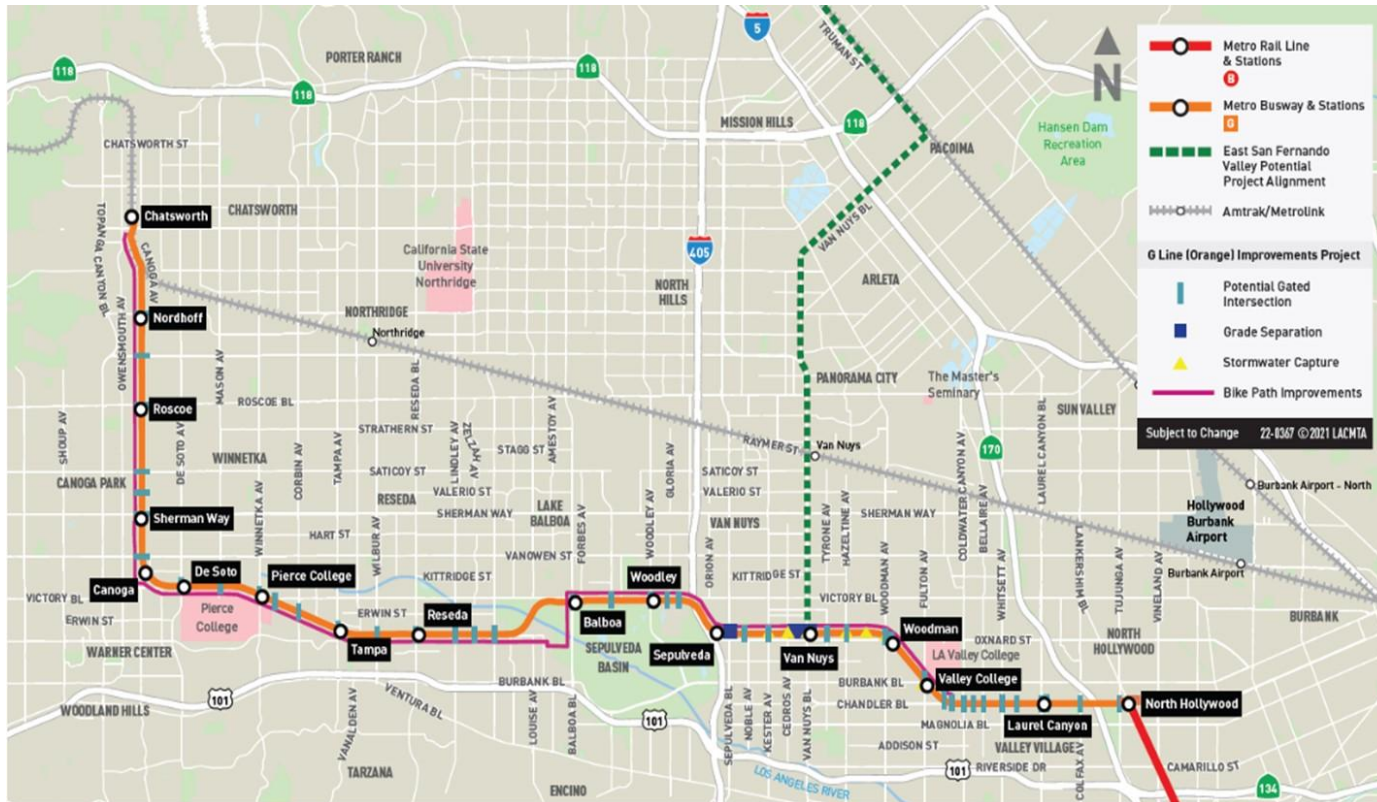 PORTER RANCH
118
118
118
5
TRUMAN ST
MISSION HILLS
118
PACOIMA
Hansen Dam
Recreation
Area
N
Metro Rail Line
& Stations
B
Metro Busway & Stations
G
East San Fernando
Valley Potential
Project Alignment
Amtrak/Metrolink
G Line (Orange) Improvements Project
Potential Gated
Intersection
Grade Separation
Stormwater Capture
Bike Path Improvements
Subject to Change 22-0367 ©2021 LACMTA
CHATSWORTH ST
Chatsworth
CHATSWORTH
TOPANGA CANYON BL
CANOGA AV
California State
University
Northridge
405
VAN NUYS BL
ARLETA
NORTH
HILLS
Nordhoff
NORTHRIDGE
Northridge
OWENSMOUTH AV
MASON AV
RESEDA BL
PANORAMA CITY
The Master's
Seminary
SUN VALLEY
Roscoe
ROSCOE BL
STRATHERN ST
SHOUP AV
DE SOTO AV
WINNETKA
CORBIN AV
TAMPA AV
LINDLEY AV
ZELZAH AV
STAGG ST
AMESTOY AV
RAYMER ST
Van Nuys
COLDWATER CANYON AV
170
LAUREL CANYON BL
CANOGA PARK
SATICOY ST
VALERIO ST
RESEDA
SHERMAN WAY
LAKE
BALBOA
GLORIA AV
SATICOY ST
VALERIO ST
BELLAIRE AV
Burbank Airport - North
Sherman Way
WINNETKA AV
HART ST
WILBUR AV
VANOWEN ST
FORBES AV
WOODLEY AV
VAN NUYS
ORION AV
TYRONE AV
HAZELTINE AV
SHERMAN WAY
WOODMAN AV
FULTON AV
WHITSETT AV
LANKERSHIM BL
TUJUNGA AV
VINELAND AV
Hollywood
Burbank
Airport
Burbank Airport
Canoga
De Soto
Pierce College
KITTRIDGE ST
Woodley
KITTRIDGE ST
VICTORY BL
ERWIN ST
Pierce
College
ERWIN ST
Reseda
Balboa
VICTORY BL
BURBANK
WARNER CENTER
Tampa
SEPULVEDA
BASIN
Sepulveda
Van Nuys
Woodman
OXNARD ST
LA Valley College
NORTH
HOLLYWOOD
BURBANK BL
BURBANK BL
Valley College
101
WOODLAND HILLS
VENTURA BL
VANALDEN AV
LOUISE AV
BALBOA BL
101
SEPULVEDA BL
NOBLE AV
KESTER AV
CEDROS AV
VAN NUYS BL
CHANDLER BL
MAGNOLIA BL
Laurel Canyon
North Hollywood
ADDISON ST
VALLEY VILLAGE
COLFAX AV
TARZANA
ENCINO
LOS ANGELES RIVER
101
RIVERSIDE DR
CAMARILLO ST
134